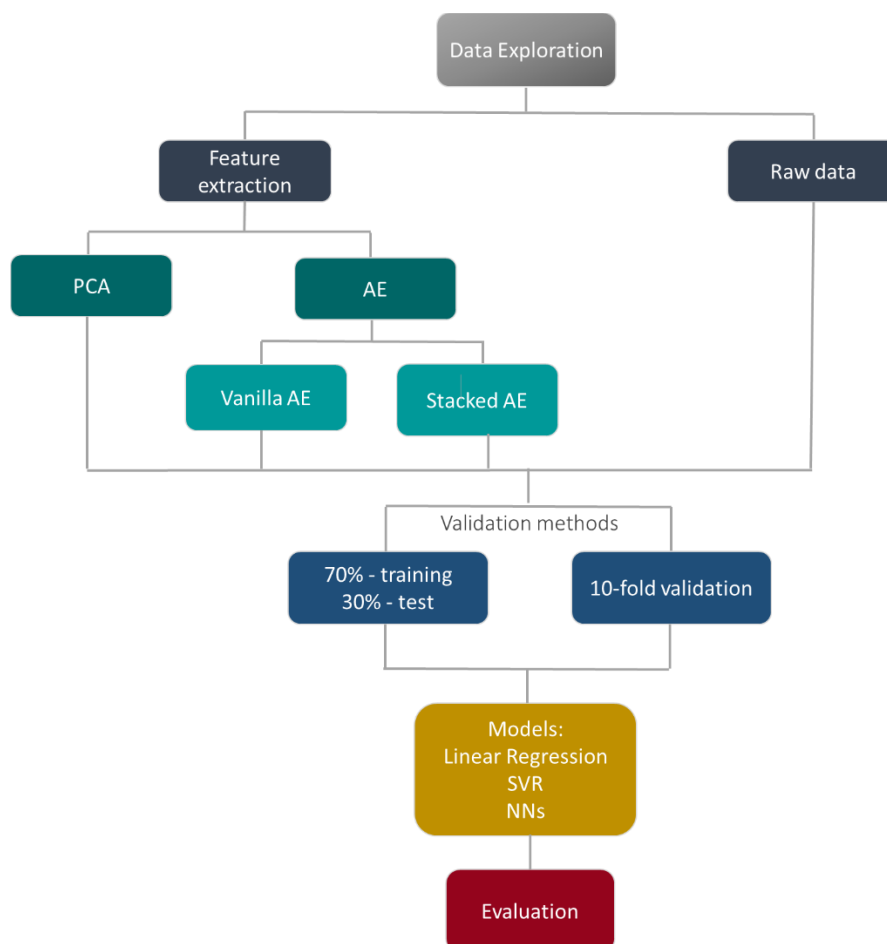 Data Exploration
Feature
extraction
Raw data
PCA
AE
Vanilla AE
Stacked AE
Validation methods
70% - training
30% - test
10-fold validation
Models:
Linear Regression
SVR
NNs
Evaluation